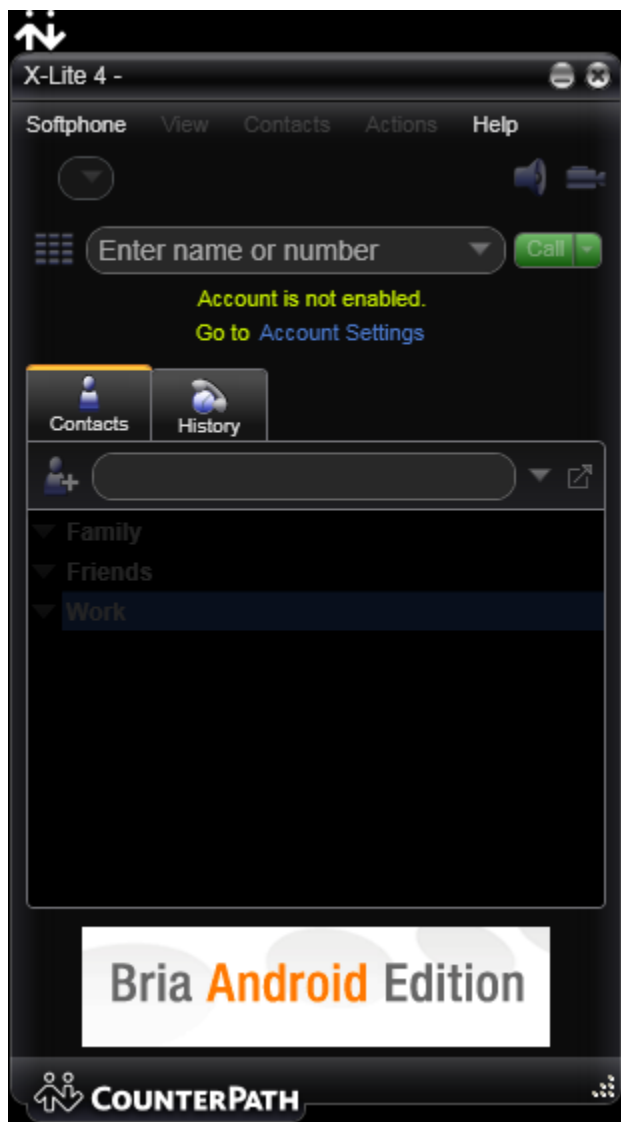 X-Lite 4 -
Softphone View Contacts Actions Help
Enter name or number Call
Account is not enabled.
Go to Account Settings
Contacts History
Family
Friends
Work
Bria Android Edition
COUNTERPATH